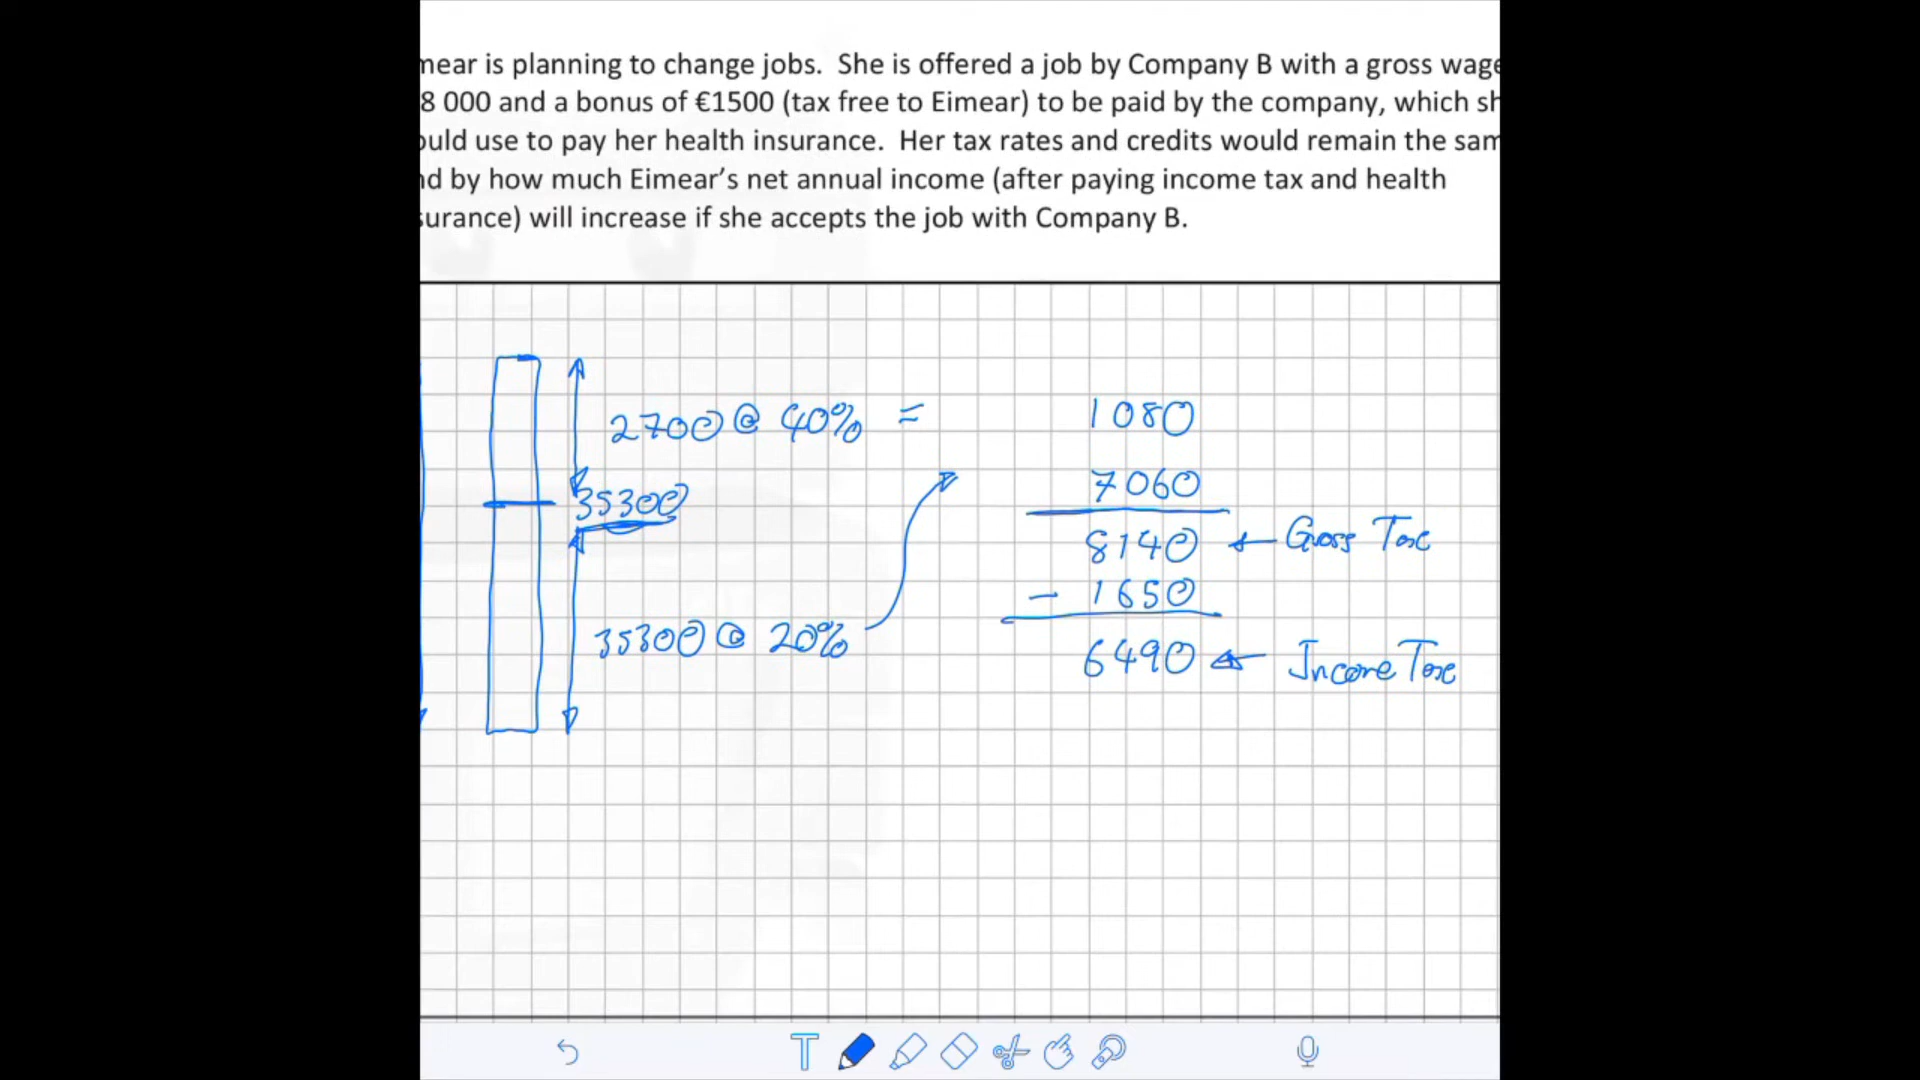 mear is planning to change jobs. She is offered a job by Company B with a gross wage
8 000 and a bonus of €1500 (tax free to Eimear) to be paid by the company, which sh
ould use to pay her health insurance. Her tax rates and credits would remain the sam
nd by how much Eimear's net annual income (after paying income tax and health
surance) will increase if she accepts the job with Company B.
2700 @ 40% = 1080
35300
7060
8140 ← Gross Tax
- 1650
35300 @ 20%
6490 ← Income Tax
T